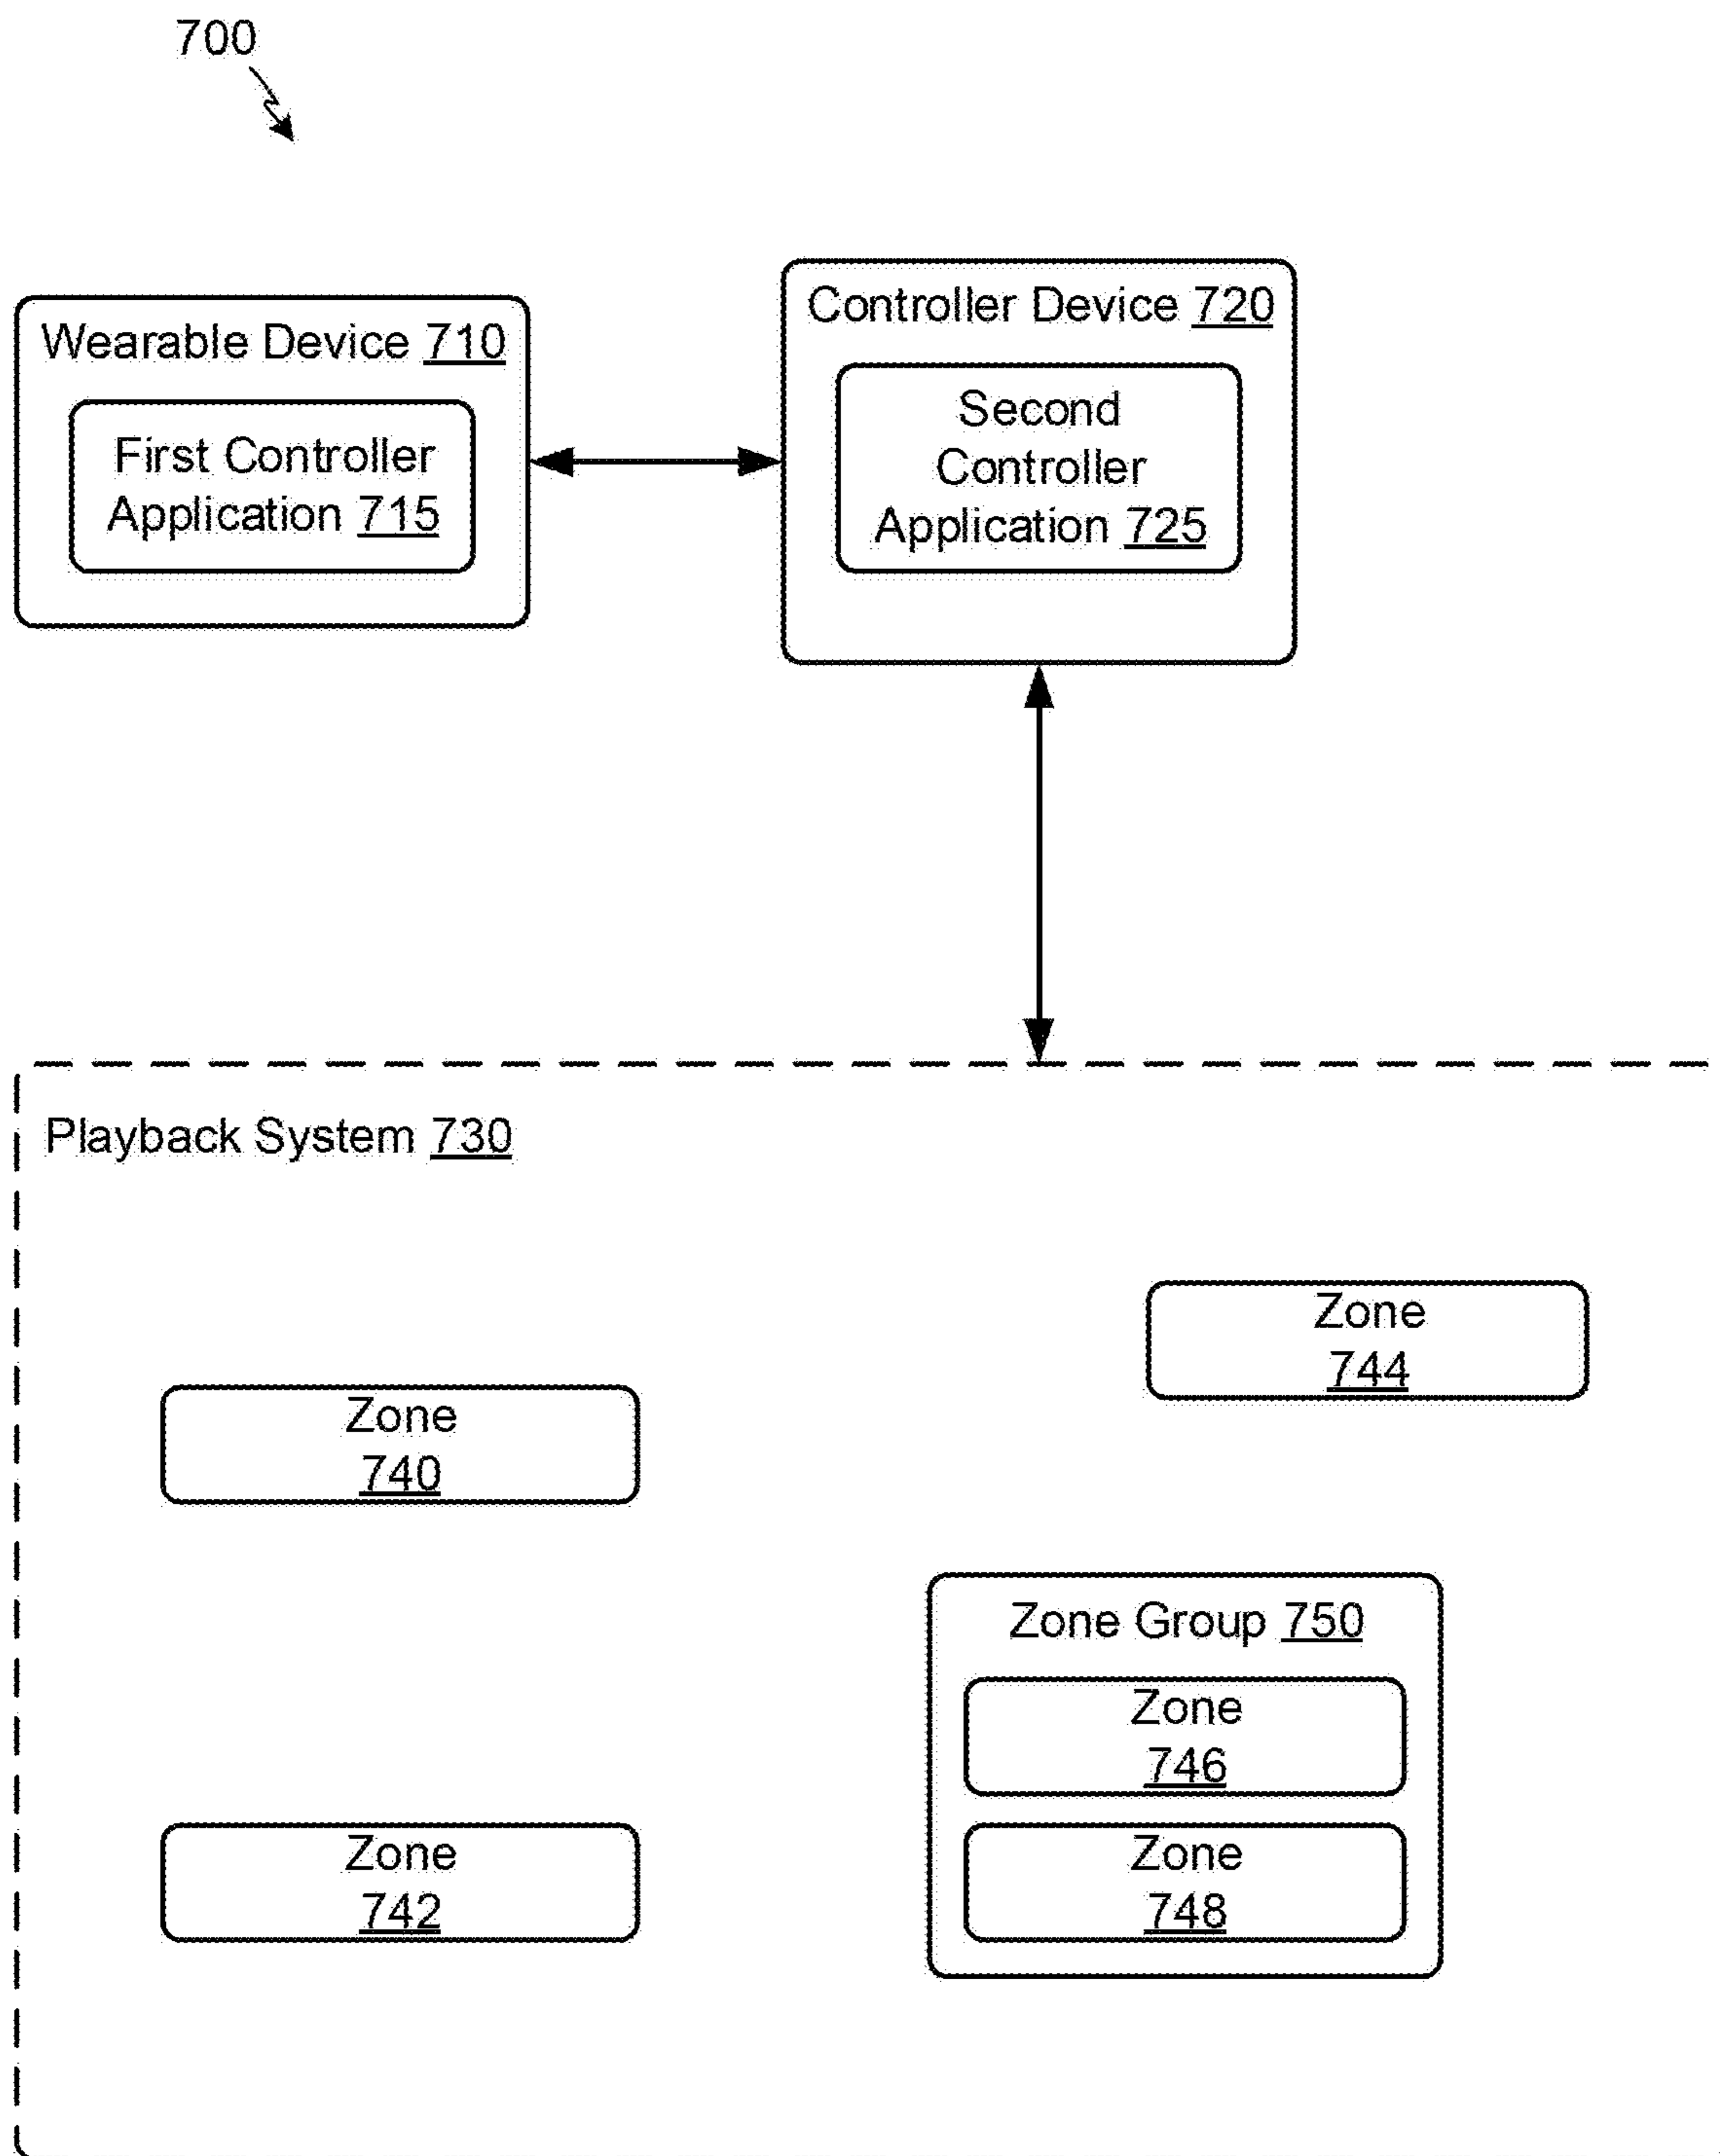 700
Wearable Device 710
First Controller
Application 715
Controller Device 720
Second
Controller
Application 725
Playback System 730
Zone
744
Zone
740
Zone Group 750
Zone
746
Zone
742
Zone
748